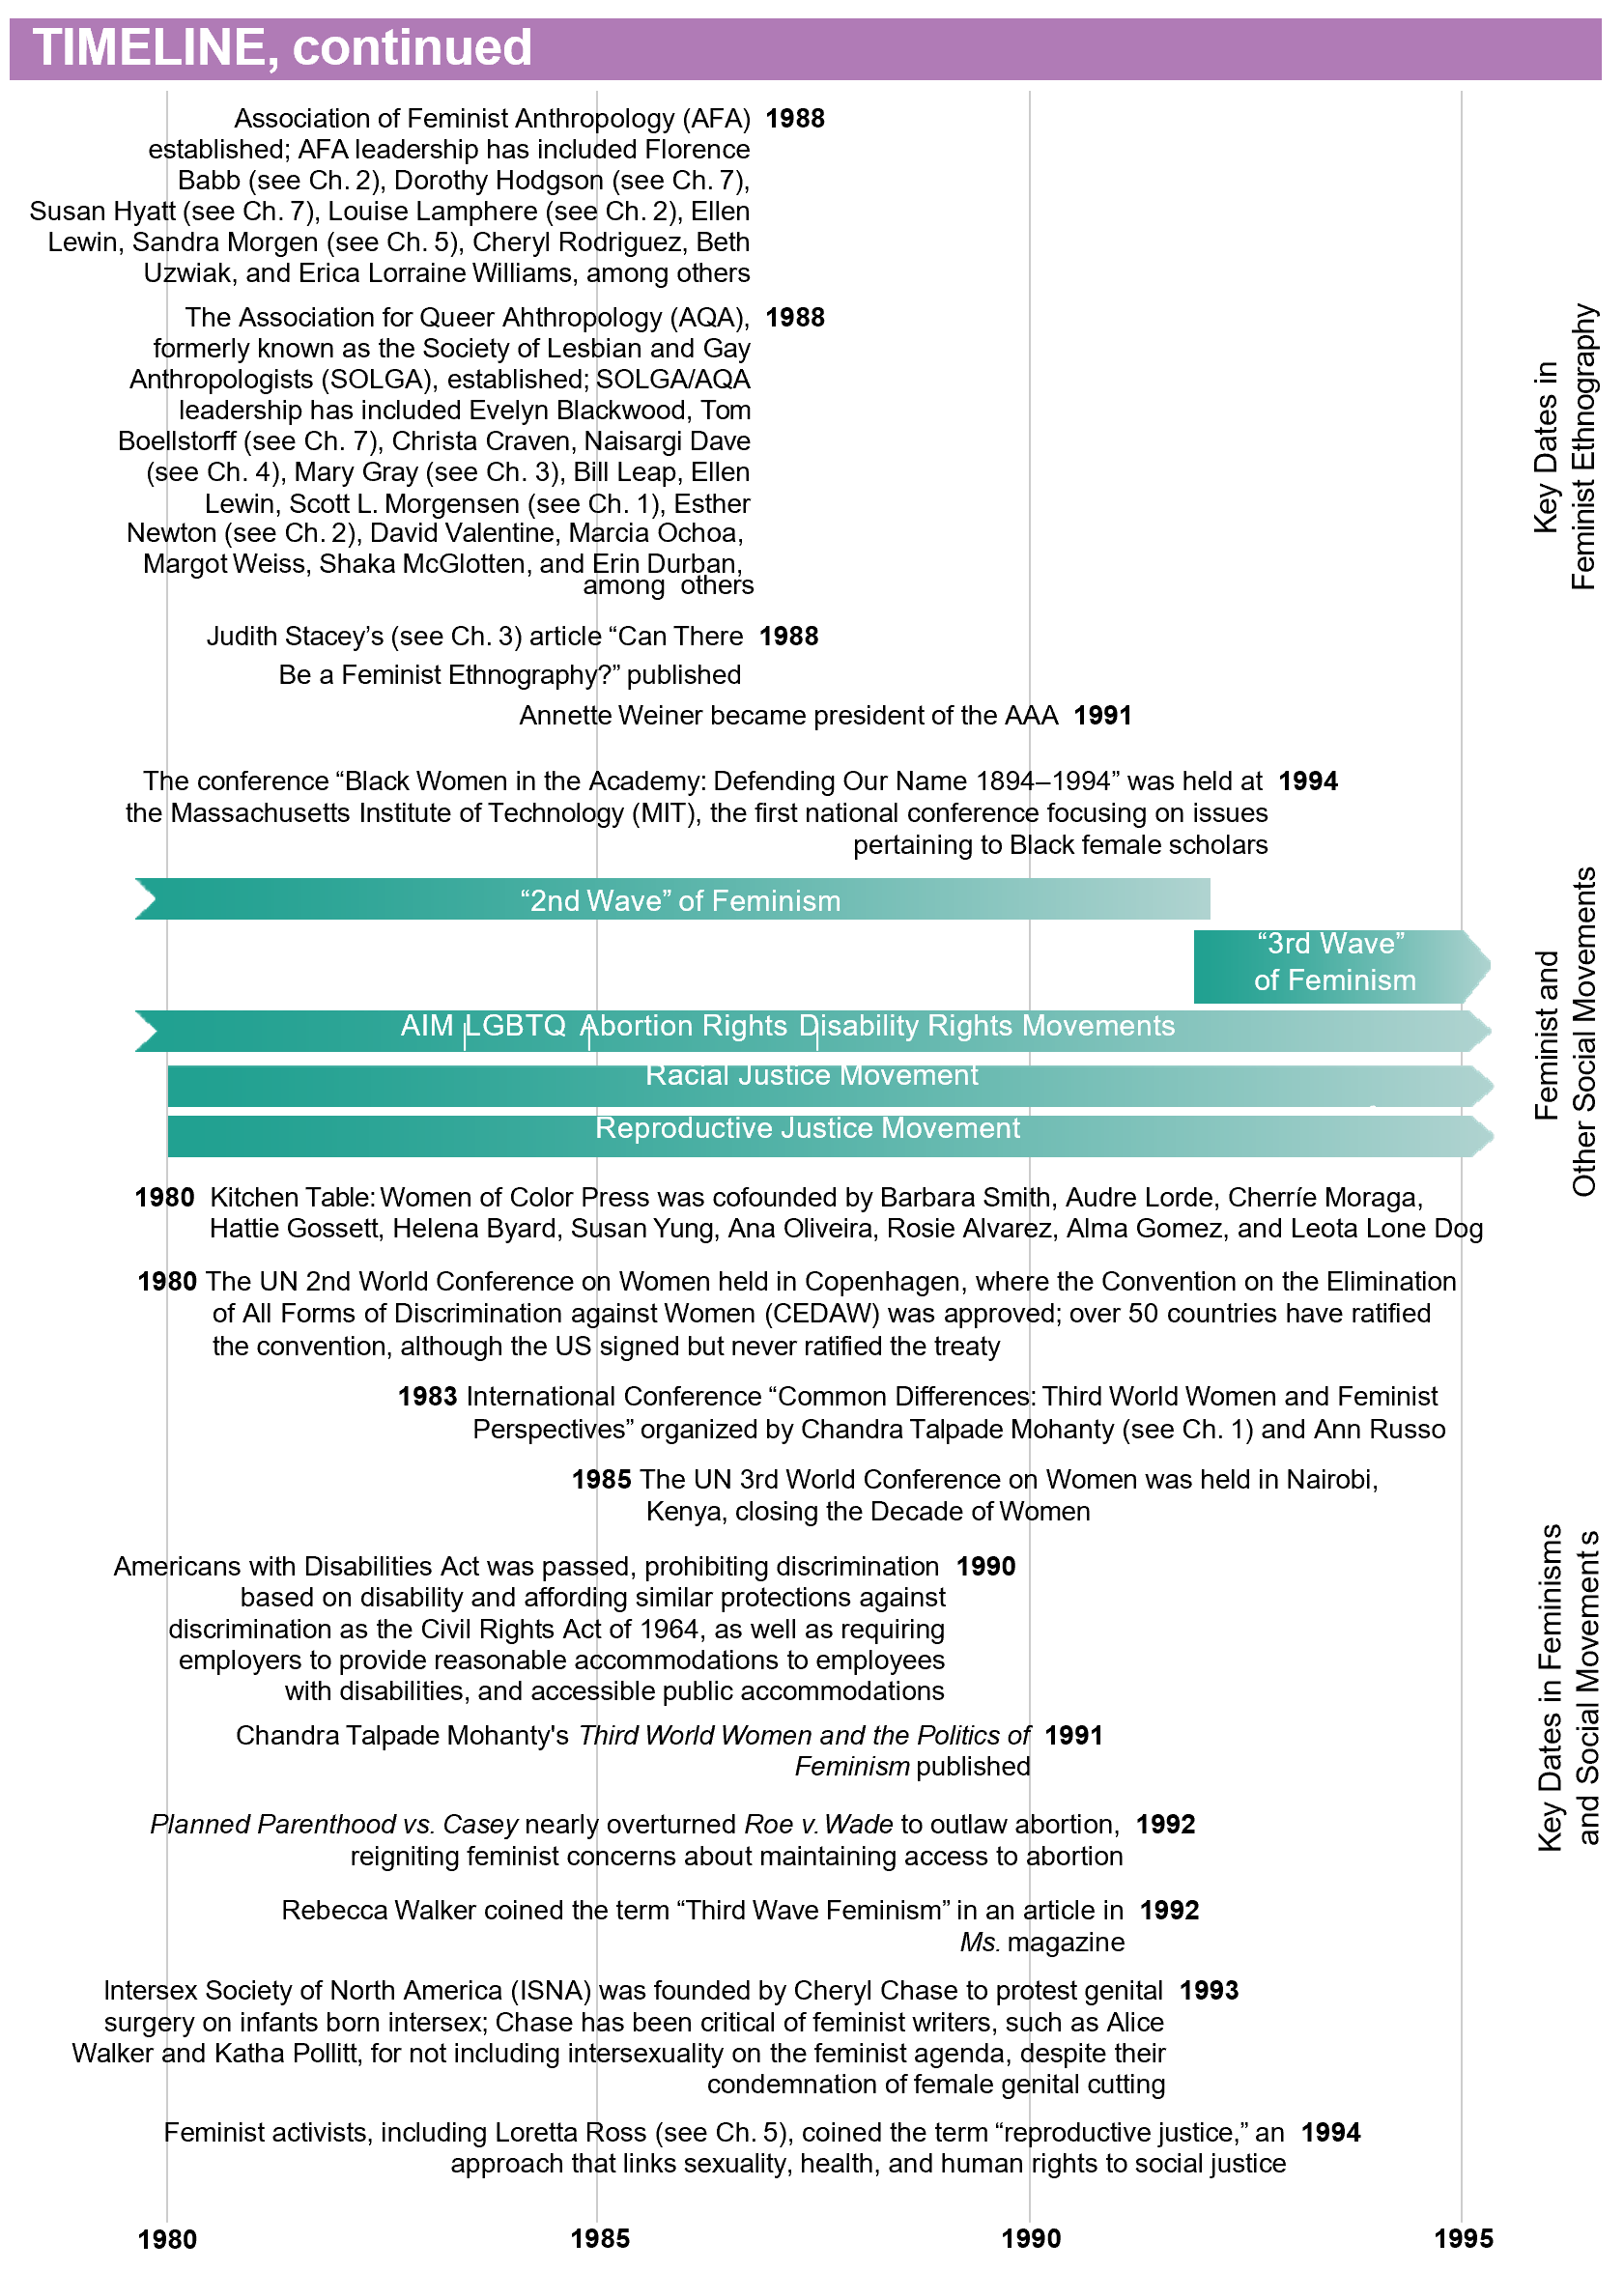 TIMELINE, continued
Association of Feminist Anthropology (AFA) 1988
established; AFA leadership has included Florence
Babb (see Ch. 2), Dorothy Hodgson (see Ch. 7),
Susan Hyatt (see Ch. 7), Louise Lamphere (see Ch. 2), Ellen
Lewin, Sandra Morgen (see Ch. 5), Cheryl Rodriguez, Beth
Uzwiak, and Erica Lorraine Williams, among others
The Association for Queer Ahthropology (AQA), 1988
formerly known as the Society of Lesbian and Gay
Anthropologists (SOLGA), established; SOLGA/AQA
leadership has included Evelyn Blackwood, Tom
Boellstorff (see Ch. 7), Christa Craven, Naisargi Dave
(see Ch. 4), Mary Gray (see Ch. 3), Bill Leap, Ellen
Lewin, Scott L. Morgensen (see Ch. 1), Esther
Newton (see Ch. 2), David Valentine, Marcia Ochoa,
Margot Weiss, Shaka McGlotten, and Erin Durban,
among others
Judith Stacey’s (see Ch. 3) article “Can There 1988
Be a Feminist Ethnography?” published
Annette Weiner became president of the AAA 1991
The conference “Black Women in the Academy: Defending Our Name 1894–1994” was held at 1994
the Massachusetts Institute of Technology (MIT), the first national conference focusing on issues
pertaining to Black female scholars
Key Dates in
Feminist Ethnography
“2nd Wave” of Feminism
“3rd Wave”
of Feminism
AIM LGBTQ Abortion Rights Disability Rights Movements
Racial Justice Movement
Reproductive Justice Movement
Feminist and
Other Social Movements
1980 Kitchen Table: Women of Color Press was cofounded by Barbara Smith, Audre Lorde, Cherríe Moraga,
Hattie Gossett, Helena Byard, Susan Yung, Ana Oliveira, Rosie Alvarez, Alma Gomez, and Leota Lone Dog
1980 The UN 2nd World Conference on Women held in Copenhagen, where the Convention on the Elimination
of All Forms of Discrimination against Women (CEDAW) was approved; over 50 countries have ratified
the convention, although the US signed but never ratified the treaty
1983 International Conference “Common Differences: Third World Women and Feminist
Perspectives” organized by Chandra Talpade Mohanty (see Ch. 1) and Ann Russo
1985 The UN 3rd World Conference on Women was held in Nairobi,
Kenya, closing the Decade of Women
Americans with Disabilities Act was passed, prohibiting discrimination 1990
based on disability and affording similar protections against
discrimination as the Civil Rights Act of 1964, as well as requiring
employers to provide reasonable accommodations to employees
with disabilities, and accessible public accommodations
Chandra Talpade Mohanty's Third World Women and the Politics of 1991
Feminism published
Planned Parenthood vs. Casey nearly overturned Roe v. Wade to outlaw abortion, 1992
reigniting feminist concerns about maintaining access to abortion
Rebecca Walker coined the term “Third Wave Feminism” in an article in 1992
Ms. magazine
Intersex Society of North America (ISNA) was founded by Cheryl Chase to protest genital 1993
surgery on infants born intersex; Chase has been critical of feminist writers, such as Alice
Walker and Katha Pollitt, for not including intersexuality on the feminist agenda, despite their
condemnation of female genital cutting
Feminist activists, including Loretta Ross (see Ch. 5), coined the term “reproductive justice,” an 1994
approach that links sexuality, health, and human rights to social justice
Key Dates in Feminisms
and Social Movements
1980 1985 1990 1995